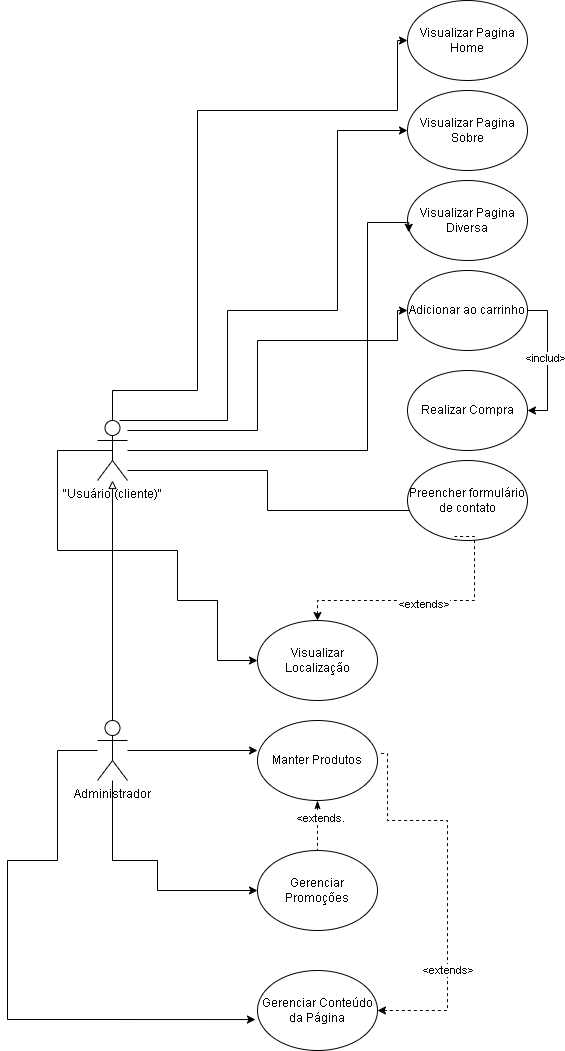 Visualizar Pagina
Home
Visualizar Pagina
Sobre
Visualizar Pagina
Diversa
Adicionar ao carrinho
<includ>
Realizar Compra
"Usuário (cliente)"
Preencher formulário
de contato
<extends>
Visualizar
Localização
Administrador
Manter Produtos
<extends.
Gerenciar
Promoções
<extends>
Gerenciar Conteúdo
da Página